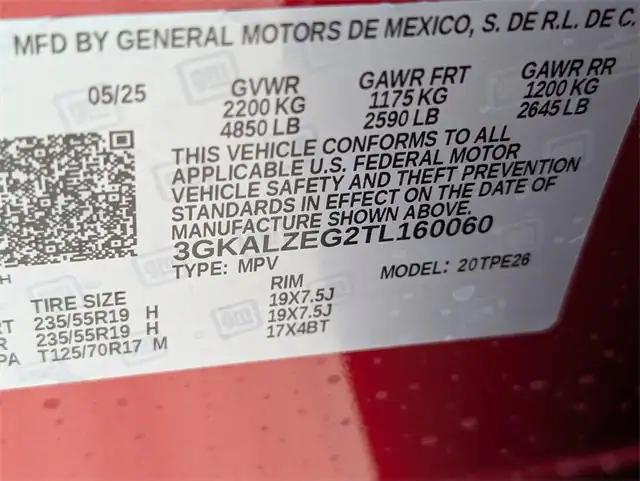 MFD BY GENERAL MOTORS DE MEXICO, S. DE R.L. DE C.
05/25 GVWR GAWR FRT GAWR RR
2200 KG 1175 KG 1200 KG
4850 LB 2590 LB 2645 LB
THIS VEHICLE CONFORMS TO ALL
APPLICABLE U.S. FEDERAL MOTOR
VEHICLE SAFETY AND THEFT PREVENTION
STANDARDS IN EFFECT ON THE DATE OF
MANUFACTURE SHOWN ABOVE.
3GKALZEG2TL160060
TYPE: MPV MODEL: 20TPE26
TIRE SIZE RIM
RT 235/55R19 H 19X7.5J
R 235/55R19 H 19X7.5J
PA T125/70R17 M 17X4BT